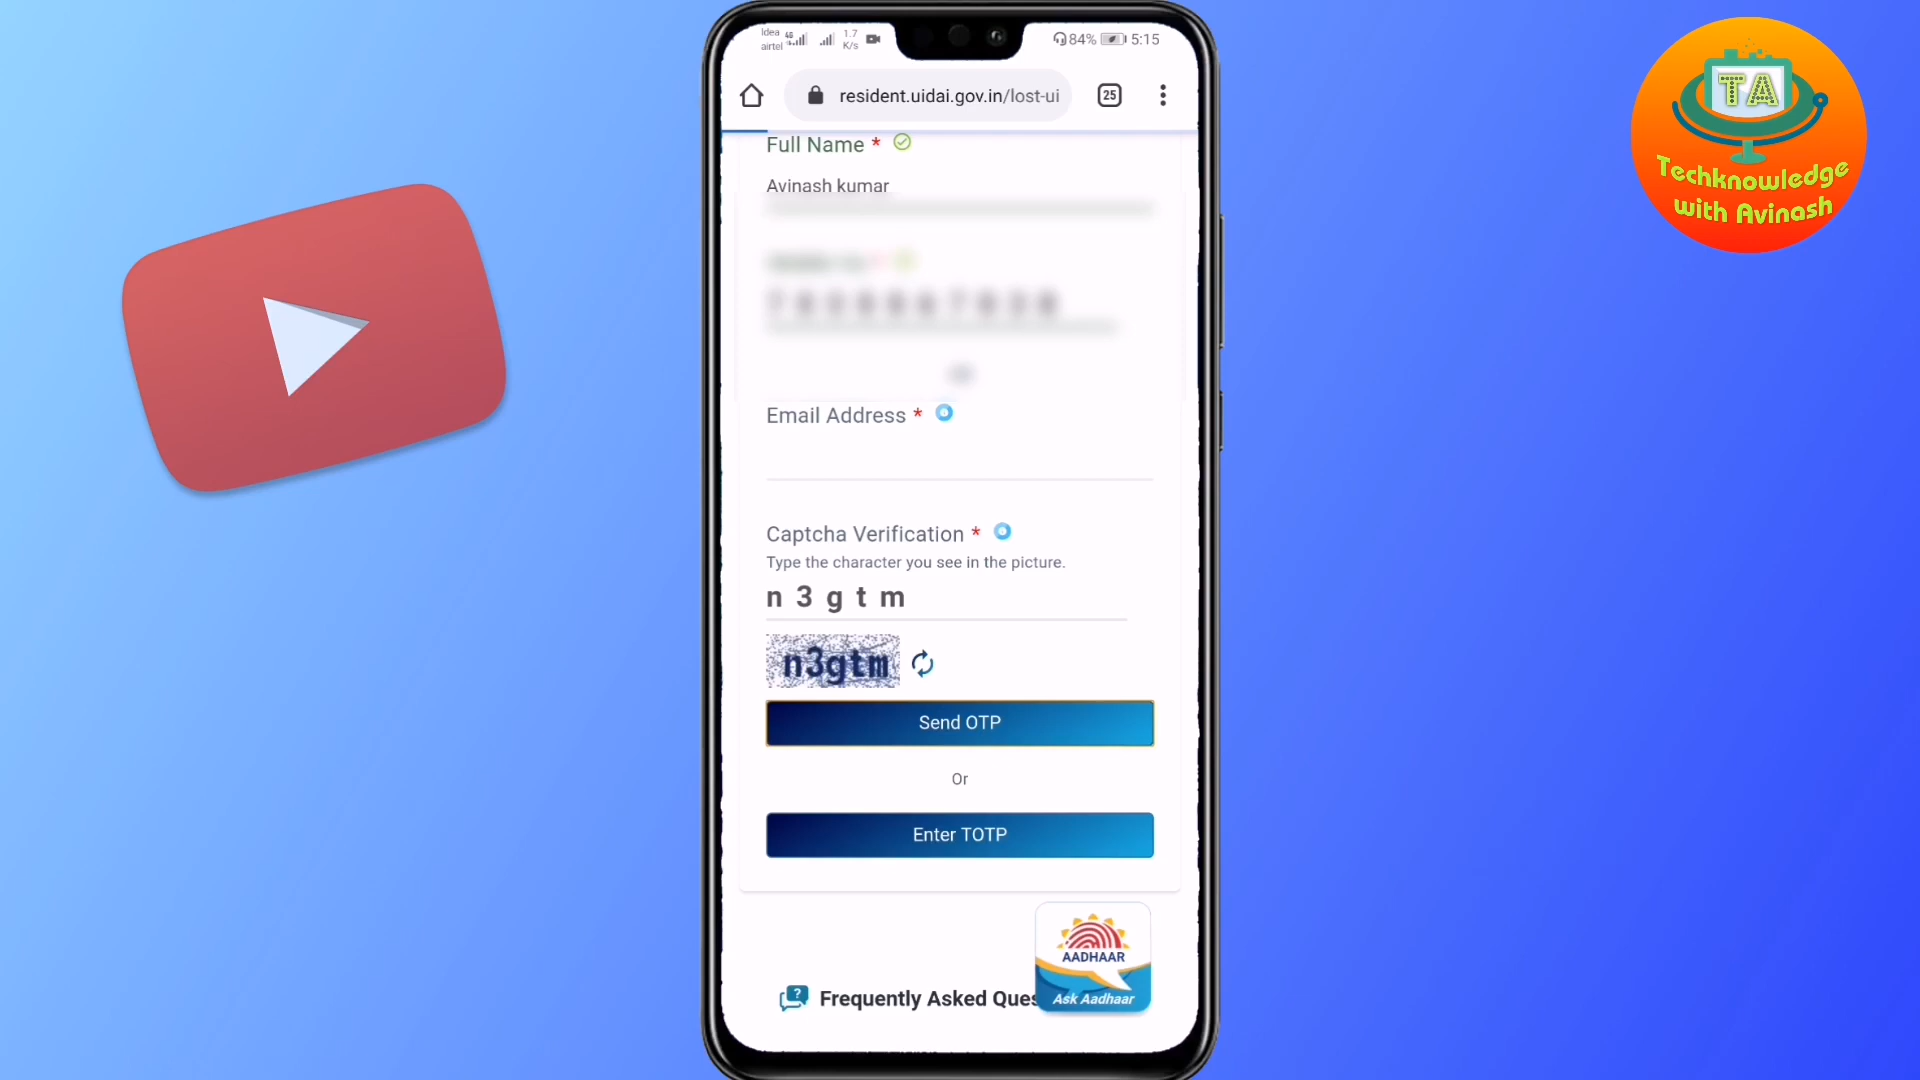 Idea
airtel
4G
1.7
K/s
84%
5:15
resident.uidai.gov.in/lost-ui
25
TA
Techknowledge
with Avinash
Full Name *
Avinash kumar
Email Address *
Captcha Verification *
Type the character you see in the picture.
n 3 g t m
n3gtm
Send OTP
Or
Enter TOTP
AADHAAR
Ask Aadhaar
Frequently Asked Ques